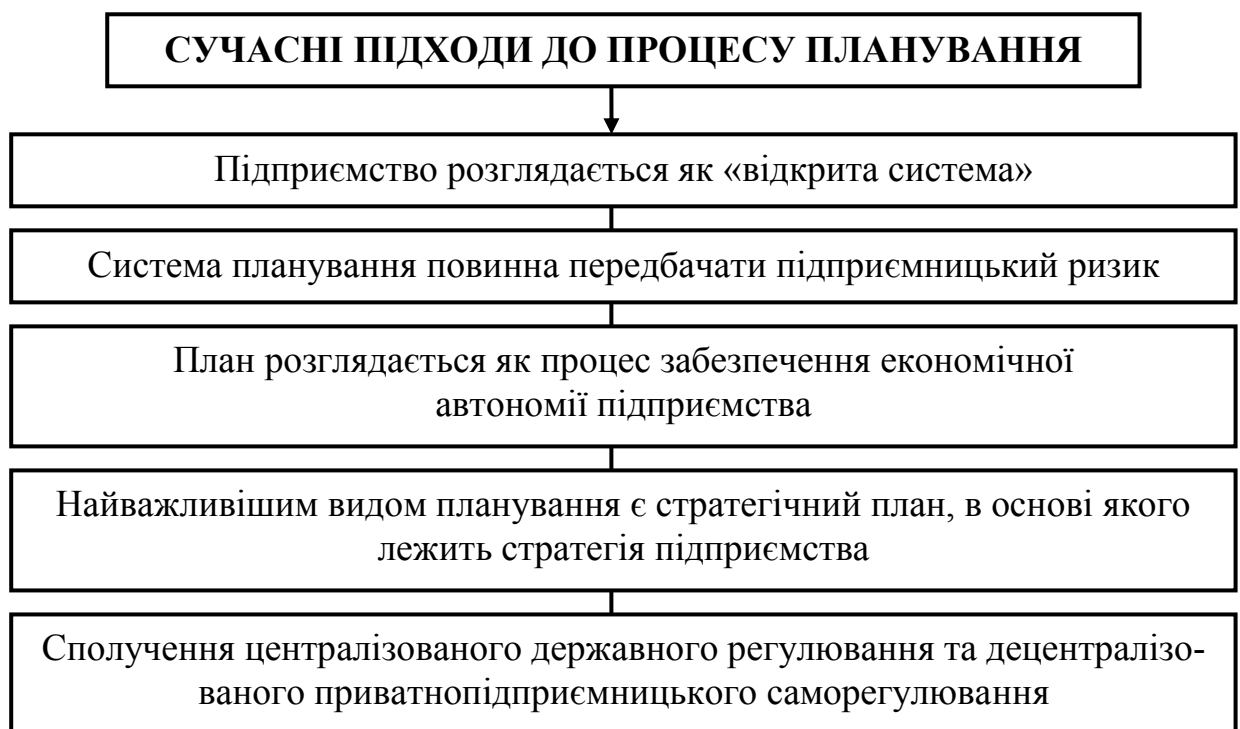 СУЧАСНІ ПІДХОДИ ДО ПРОЦЕСУ ПЛАНУВАННЯ
Підприємство розглядається як «відкрита система»
Система планування повинна передбачати підприємницький ризик
План розглядається як процес забезпечення економічної
автономії підприємства
Найважливішим видом планування є стратегічний план, в основі якого
лежить стратегія підприємства
Сполучення централізованого державного регулювання та децентралізо-
ваного приватнопідприємницького саморегулювання